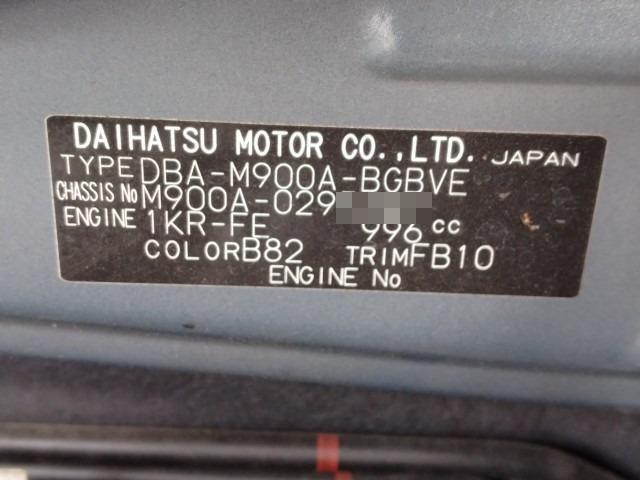 DAIHATSU MOTOR CO.,LTD. JAPAN
TYPE DBA-M900A-BGBVE
CHASSIS No M900A-029
ENGINE 1KR-FE 996 cc
COLOR B82 TRIM FB10
ENGINE No